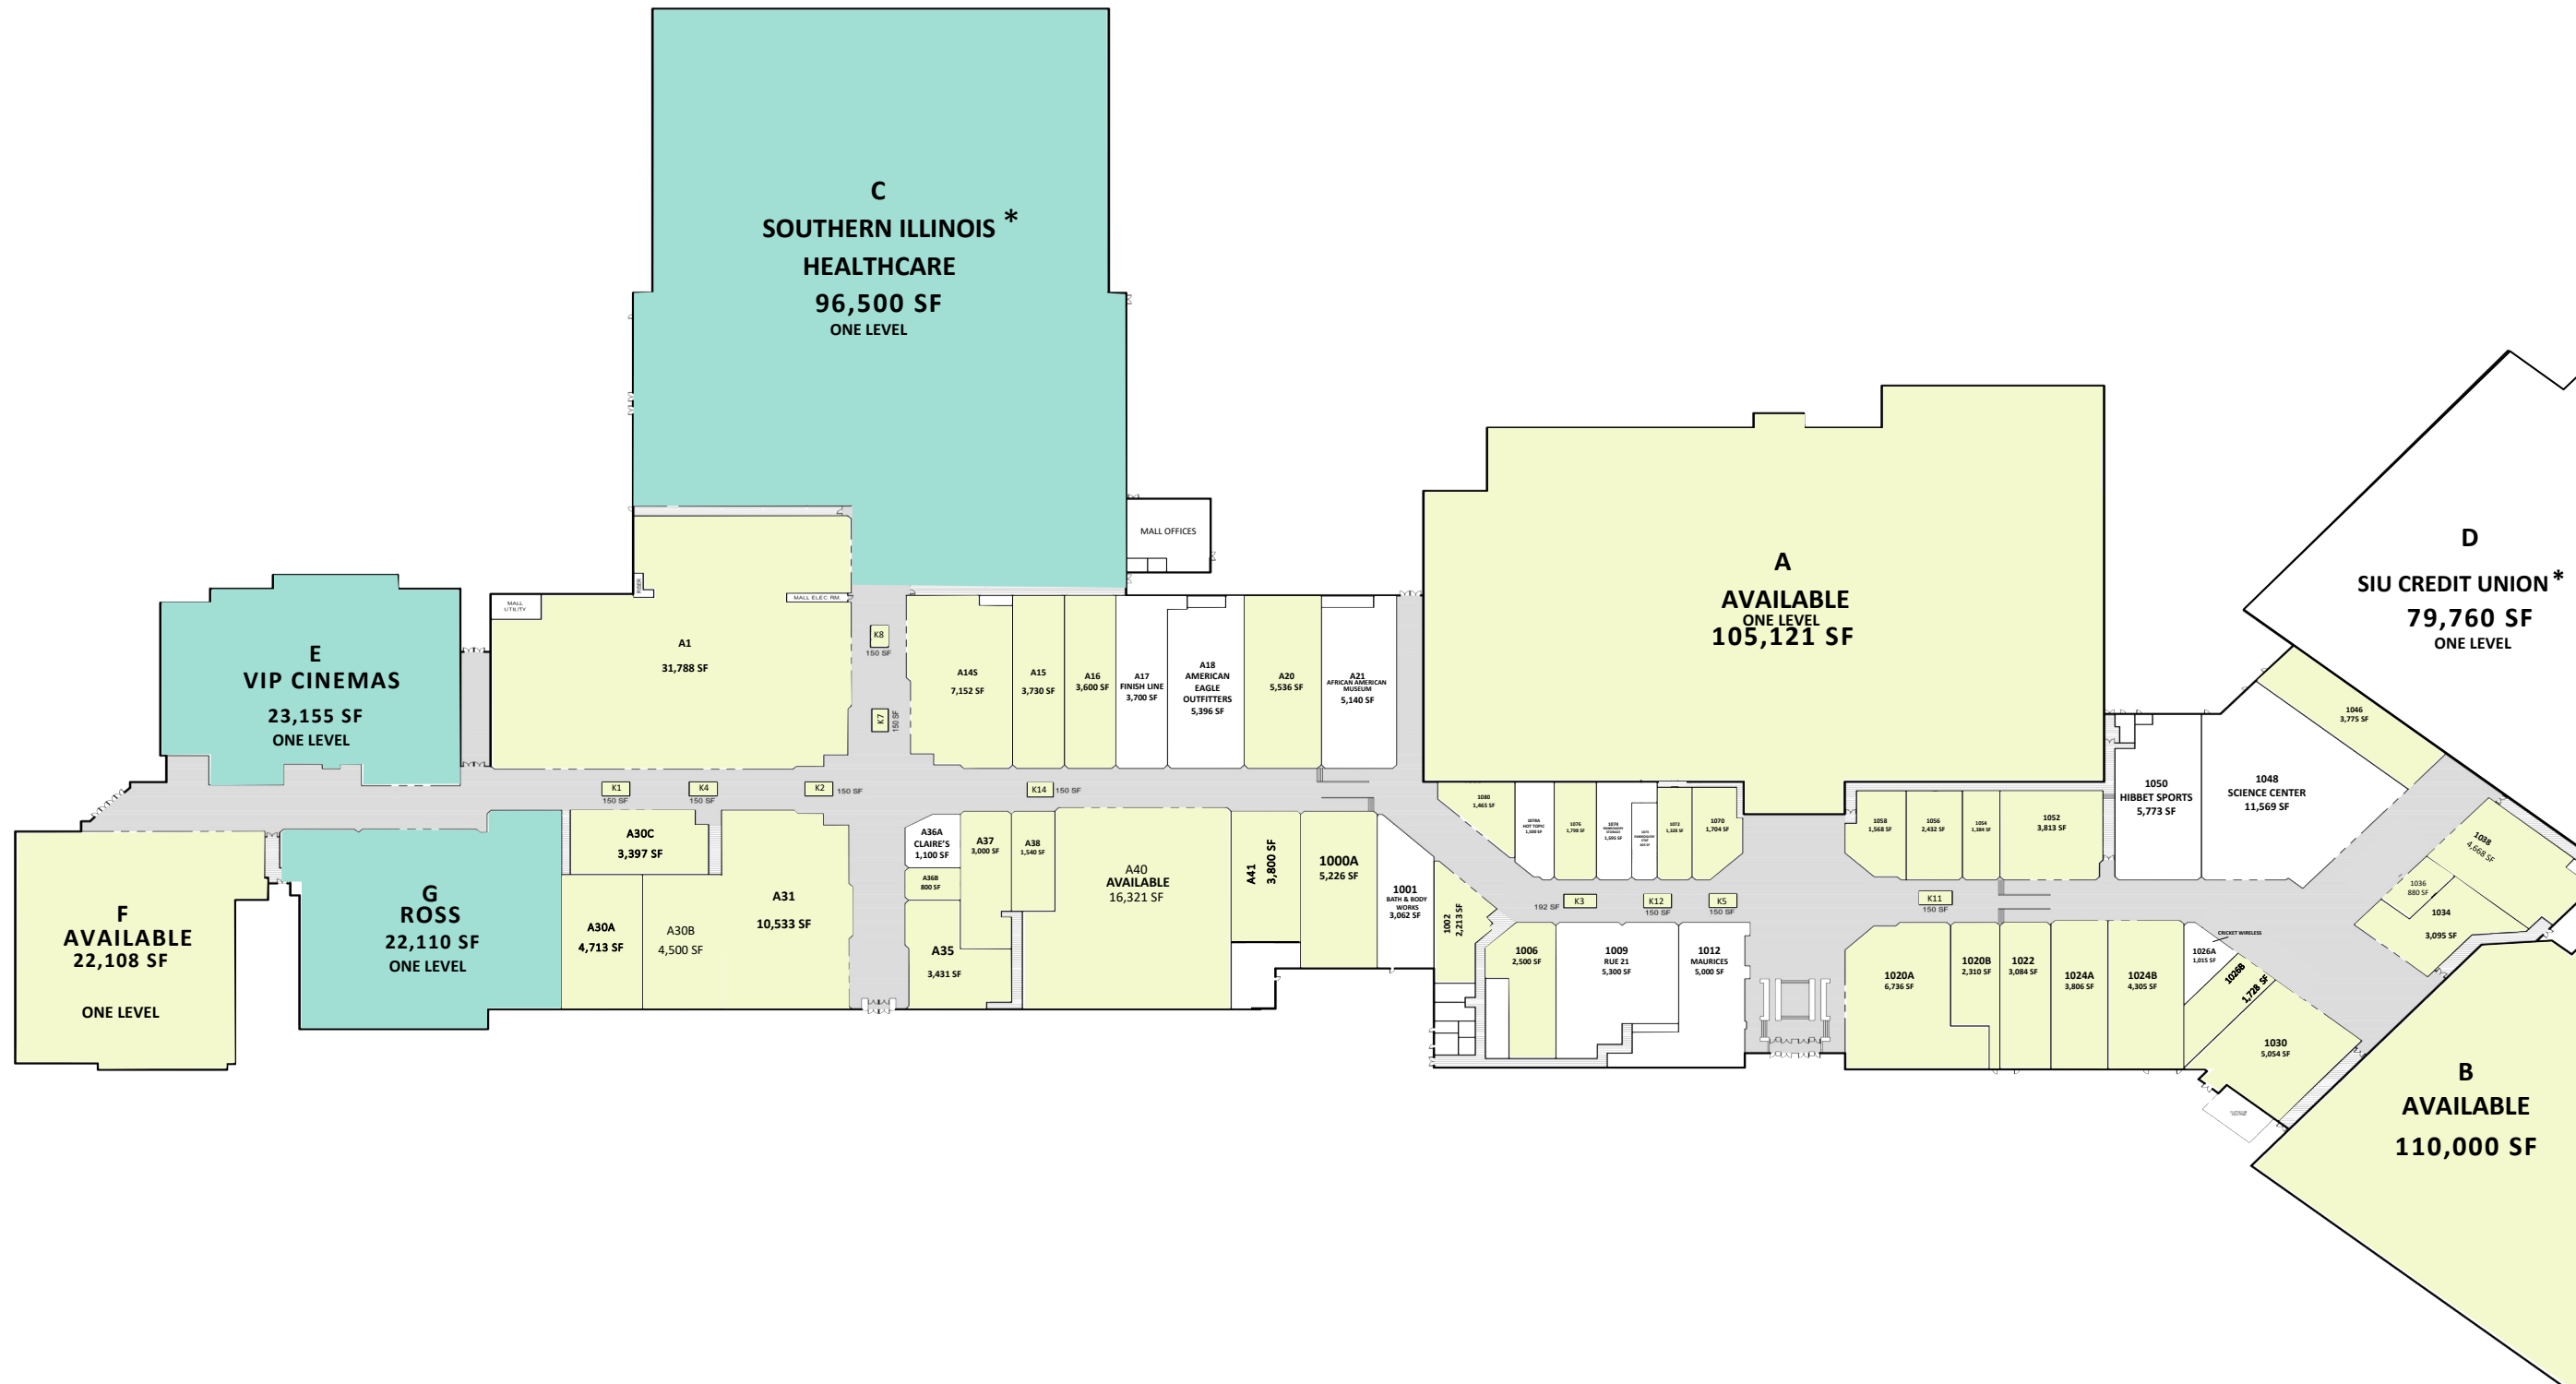 C
SOUTHERN ILLINOIS *
HEALTHCARE
96,500 SF
ONE LEVEL
MALL OFFICES
A
AVAILABLE
ONE LEVEL
105,121 SF
D
SIU CREDIT UNION *
79,760 SF
ONE LEVEL
E
VIP CINEMAS
23,155 SF
ONE LEVEL
MALL
UTILITY
RISER
MALL ELEC RM.
A1
31,788 SF
K8
150 SF
K7
150 SF
A14S
7,152 SF
A15
3,730 SF
A16
3,600 SF
A17
FINISH LINE
3,700 SF
A18
AMERICAN
EAGLE
OUTFITTERS
5,396 SF
A20
5,536 SF
A21
AFRICAN AMERICAN
MUSEUM
5,140 SF
1046
3,775 SF
1050
HIBBET SPORTS
5,773 SF
1048
SCIENCE CENTER
11,569 SF
K1
150 SF
K4
150 SF
K2
150 SF
K14
150 SF
1080
1,465 SF
1078A
HOT TOPIC
1076
1,798 SF
1074
1,595 SF
1072
1070
1,704 SF
1058
1,568 SF
1056
2,432 SF
1054
1,384 SF
1052
3,813 SF
1038
4,668 SF
1036
880 SF
1034
3,095 SF
F
AVAILABLE
22,108 SF
ONE LEVEL
G
ROSS
22,110 SF
ONE LEVEL
A30C
3,397 SF
A30A
4,713 SF
A30B
4,500 SF
A31
10,533 SF
A36A
CLAIRE'S
1,100 SF
A36B
800 SF
A35
3,431 SF
A37
3,000 SF
A38
1,540 SF
A40
AVAILABLE
16,321 SF
A41
3,800 SF
1000A
5,226 SF
1001
BATH & BODY
WORKS
3,062 SF
1002
2,213 SF
192 SF
K3
K12
150 SF
K5
150 SF
K11
150 SF
1006
2,500 SF
1009
RUE 21
5,300 SF
1012
MAURICES
5,000 SF
1020A
6,736 SF
1020B
2,310 SF
1022
3,084 SF
1024A
3,806 SF
1024B
4,305 SF
CRICKET WIRELESS
1026A
1,015 SF
1026B
1,728 SF
1030
5,054 SF
B
AVAILABLE
110,000 SF